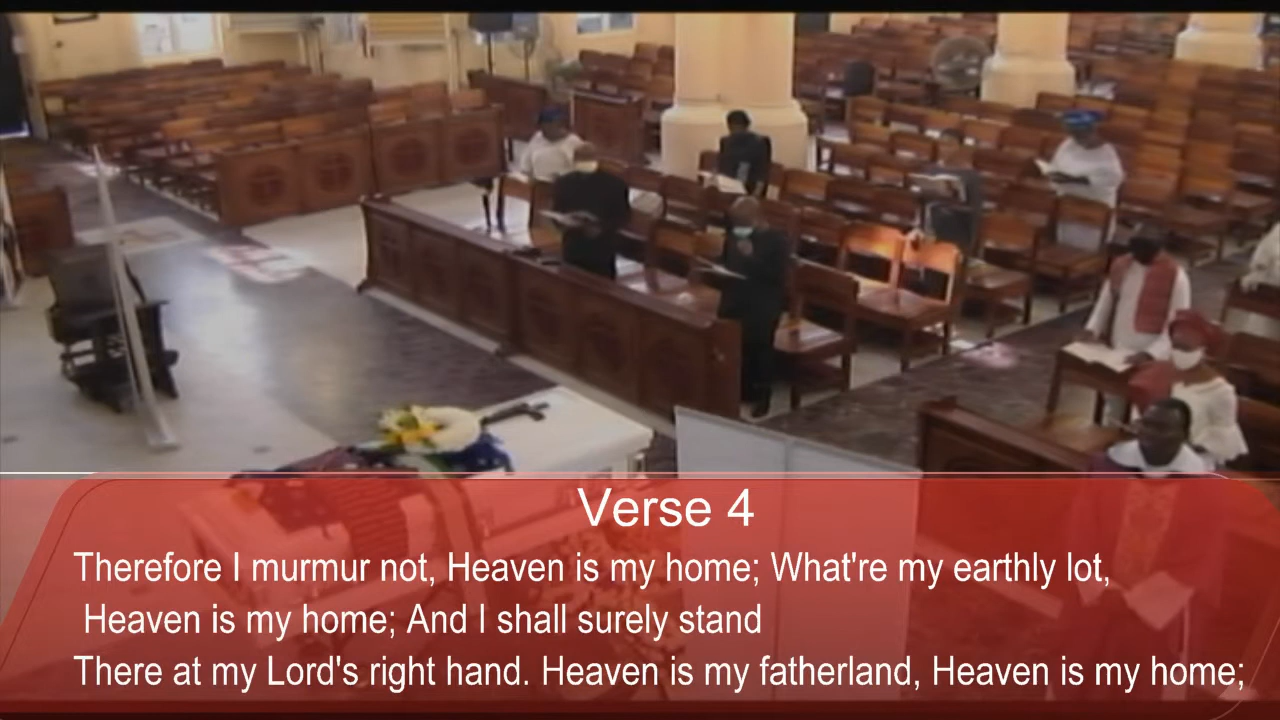 Verse 4
Therefore I murmur not, Heaven is my home; What're my earthly lot,
Heaven is my home; And I shall surely stand
There at my Lord's right hand. Heaven is my fatherland, Heaven is my home;